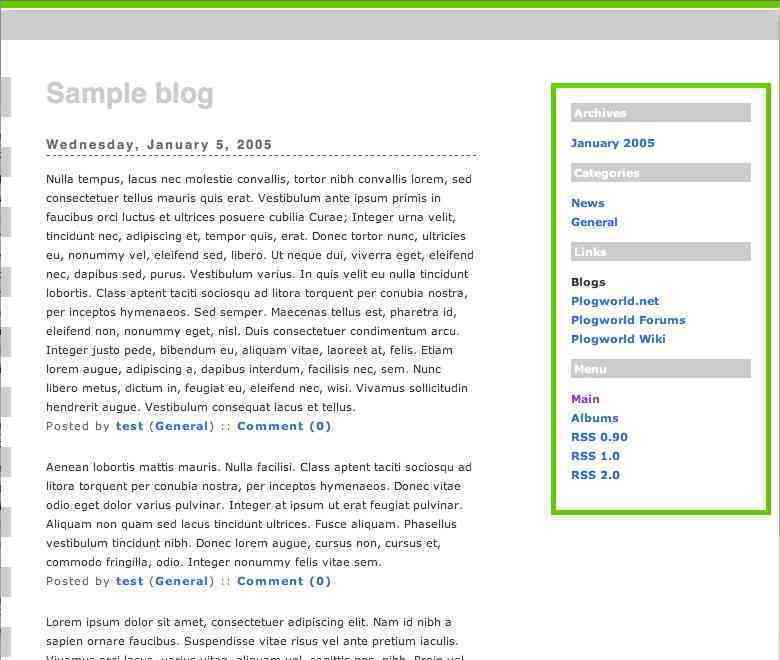 Sample blog
Wednesday, January 5, 2005
Nulla tempus, lacus nec molestie convallis, tortor nibh convallis lorem, sed
consectetuer tellus mauris quis erat. Vestibulum ante ipsum primis in
faucibus orci luctus et ultrices posuere cubilia Curae; Integer urna velit,
tincidunt nec, adipiscing et, tempor quis, erat. Donec tortor nunc, ultricies
eu, nonummy vel, eleifend sed, libero. Ut neque dui, viverra eget, eleifend
nec, dapibus sed, purus. Vestibulum varius. In quis velit eu nulla tincidunt
lobortis. Class aptent taciti sociosqu ad litora torquent per conubia nostra,
per inceptos hymenaeos. Sed semper. Maecenas tellus est, pharetra id,
eleifend non, nonummy eget, nisl. Duis consectetuer condimentum arcu.
Integer justo pede, bibendum eu, aliquam vitae, laoreet at, felis. Etiam
lorem augue, adipiscing a, dapibus interdum, facilisis nec, sem. Nunc
libero metus, dictum in, feugiat eu, eleifend nec, wisi. Vivamus sollicitudin
hendrerit augue. Vestibulum consequat lacus et tellus.
Posted by test (General) :: Comment (0)
Aenean lobortis mattis mauris. Nulla facilisi. Class aptent taciti sociosqu ad
litora torquent per conubia nostra, per inceptos hymenaeos. Donec vitae
odio eget dolor varius pulvinar. Integer at ipsum ut erat feugiat pulvinar.
Aliquam non quam sed lacus tincidunt ultrices. Fusce aliquam. Phasellus
vestibulum tincidunt nibh. Donec lorem augue, cursus non, cursus et,
commodo fringilla, odio. Integer nonummy felis vitae sem.
Posted by test (General) :: Comment (0)
Lorem ipsum dolor sit amet, consectetuer adipiscing elit. Nam id nibh a
sapien ornare faucibus. Suspendisse vitae risus vel ante pretium iaculis.
Vivamus orci lacus, varius vitae, aliquam vel, sagittis nec, nibh. Proin vel
Archives
January 2005
Categories
News
General
Links
Blogs
Plogworld.net
Plogworld Forums
Plogworld Wiki
Menu
Main
Albums
RSS 0.90
RSS 1.0
RSS 2.0